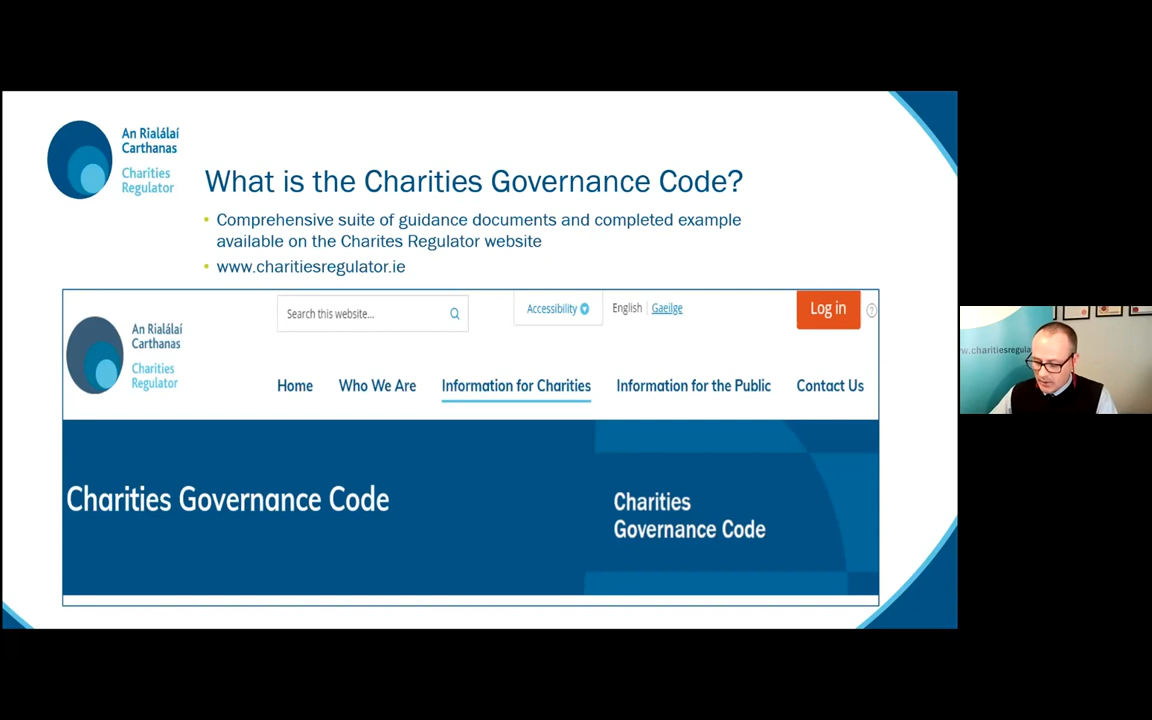 An Rialálaí
Carthanas
Charities
Regulator
What is the Charities Governance Code?
• Comprehensive suite of guidance documents and completed example
available on the Charites Regulator website
• www.charitiesregulator.ie
Search this website...
Accessibility
English | Gaeilge
Log in
?
An Rialálaí
Carthanas
Charities
Regulator
Home
Who We Are
Information for Charities
Information for the Public
Contact Us
Charities Governance Code
Charities
Governance Code
w.charitiesregula